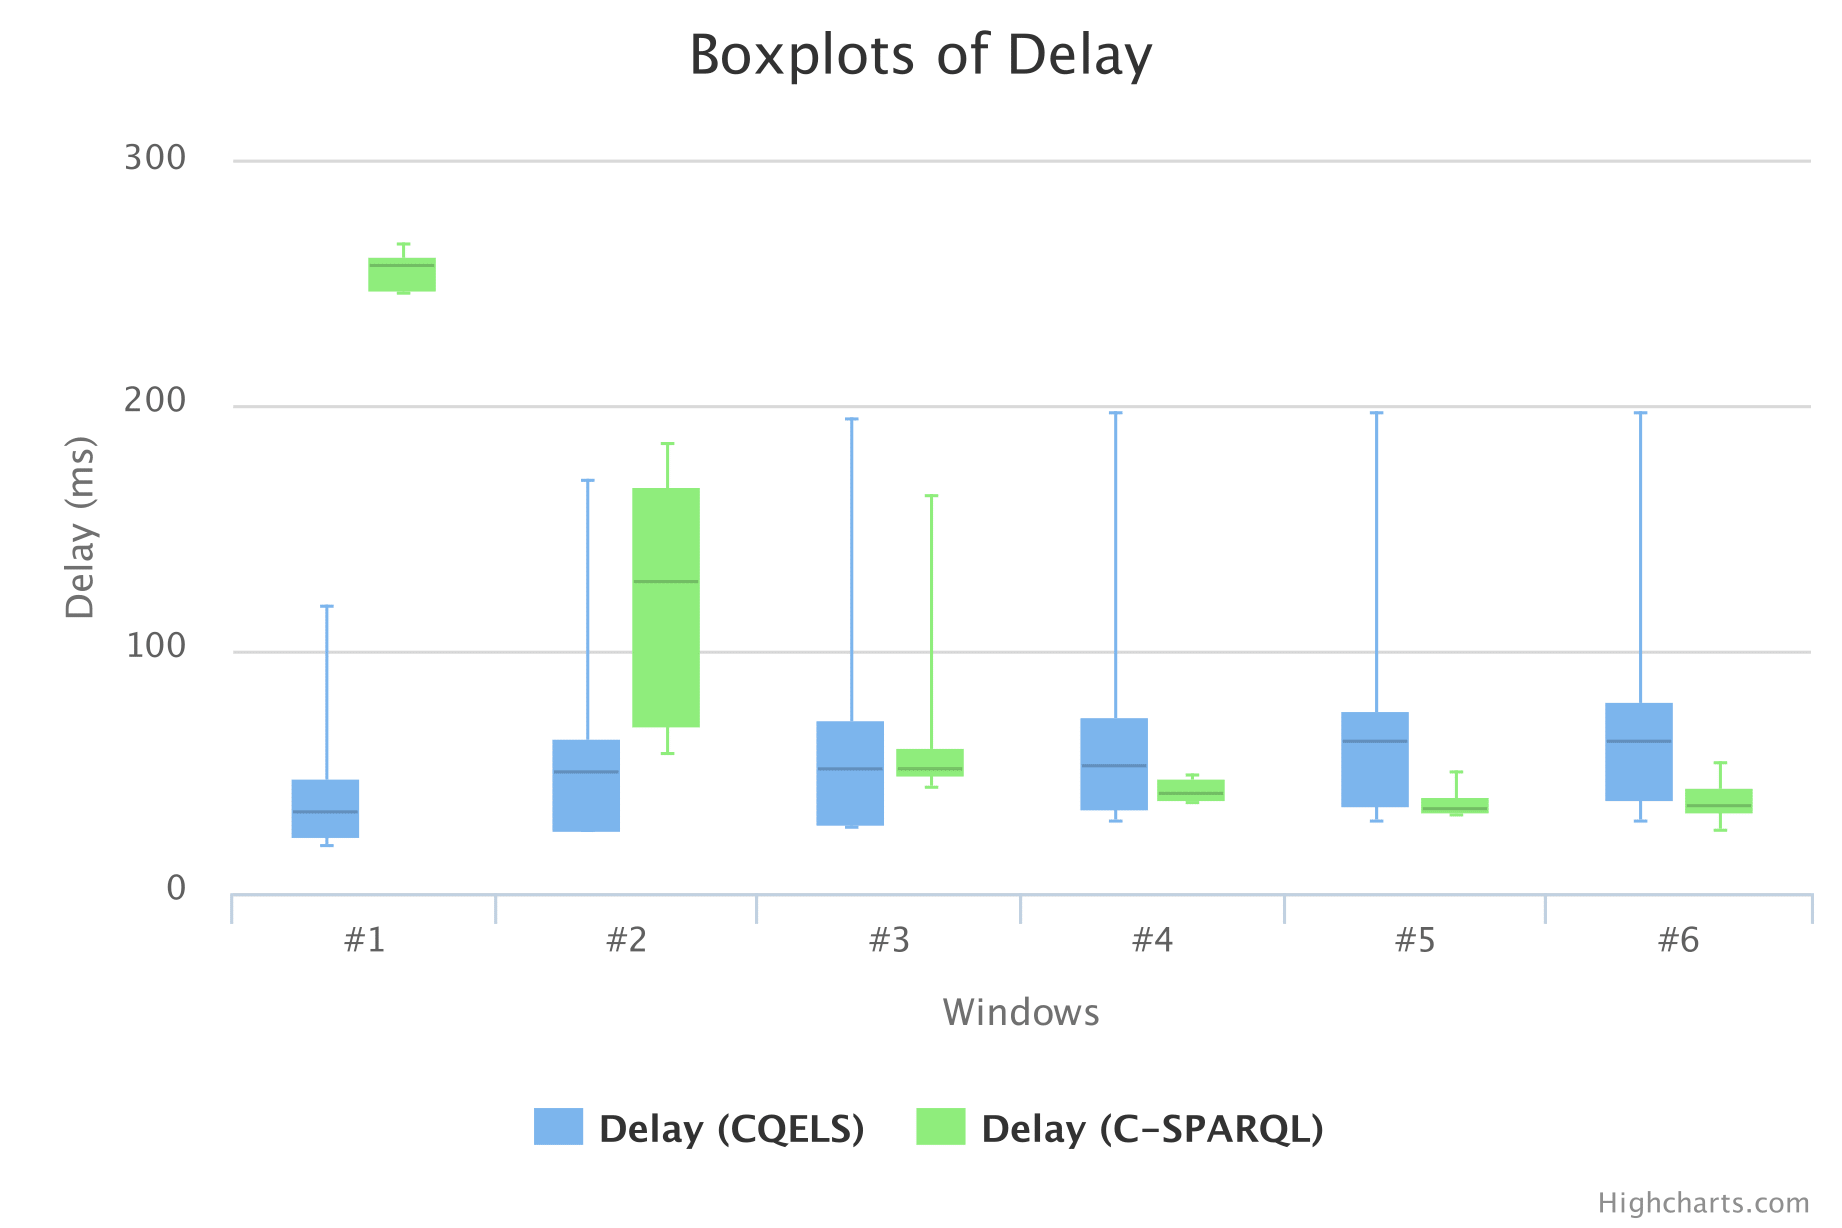 Boxplots of Delay
300
200
100
0
Delay (ms)
#1 #2 #3 #4 #5 #6
Windows
Delay (CQELS) Delay (C-SPARQL)
Highcharts.com